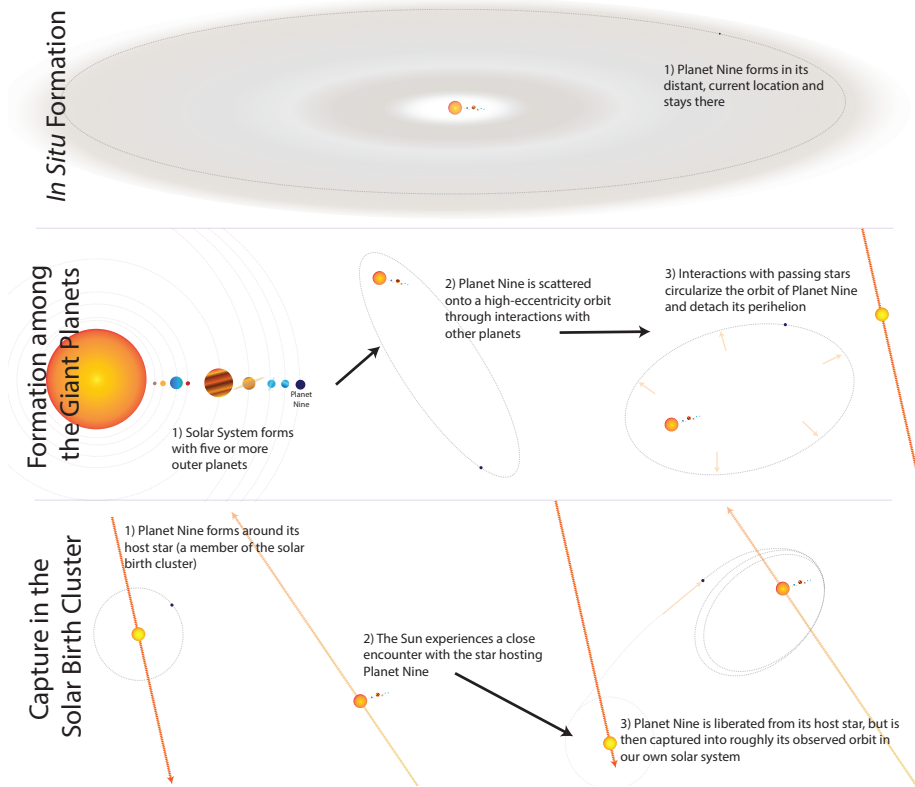 In Situ Formation
1) Planet Nine forms in its
distant, current location and
stays there
Formation among
the Giant Planets
1) Solar System forms
with five or more
outer planets
Planet
Nine
2) Planet Nine is scattered
onto a high-eccentricity orbit
through interactions with
other planets
3) Interactions with passing stars
circularize the orbit of Planet Nine
and detach its perihelion
Capture in the
Solar Birth Cluster
1) Planet Nine forms around its
host star (a member of the solar
birth cluster)
2) The Sun experiences a close
encounter with the star hosting
Planet Nine
3) Planet Nine is liberated from its host star, but is
then captured into roughly its observed orbit in
our own solar system